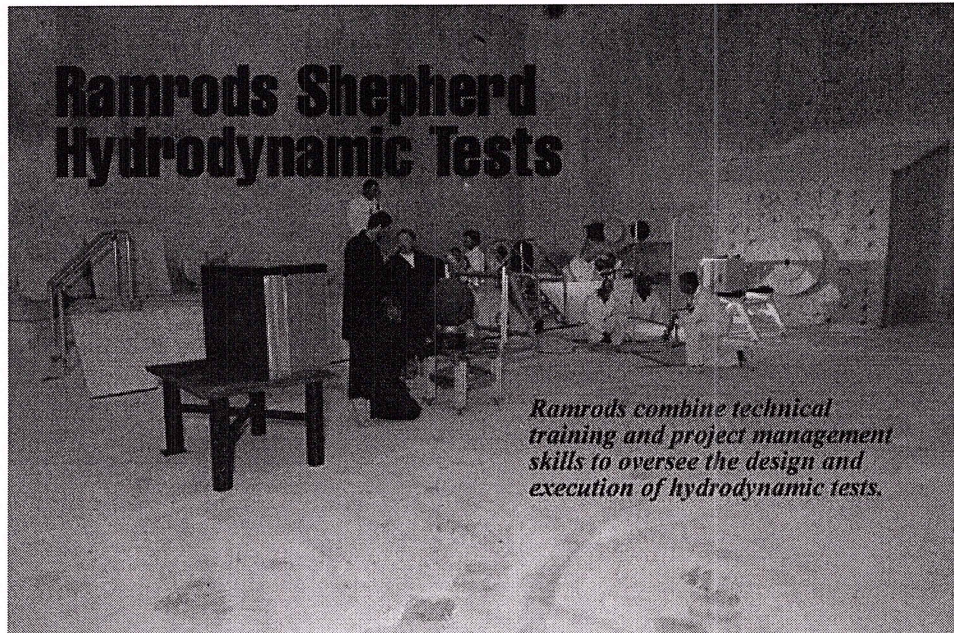 Ramrods Shepherd
Hydrodynamic Tests
Ramrods combine technical
training and project management
skills to oversee the design and
execution of hydrodynamic tests.